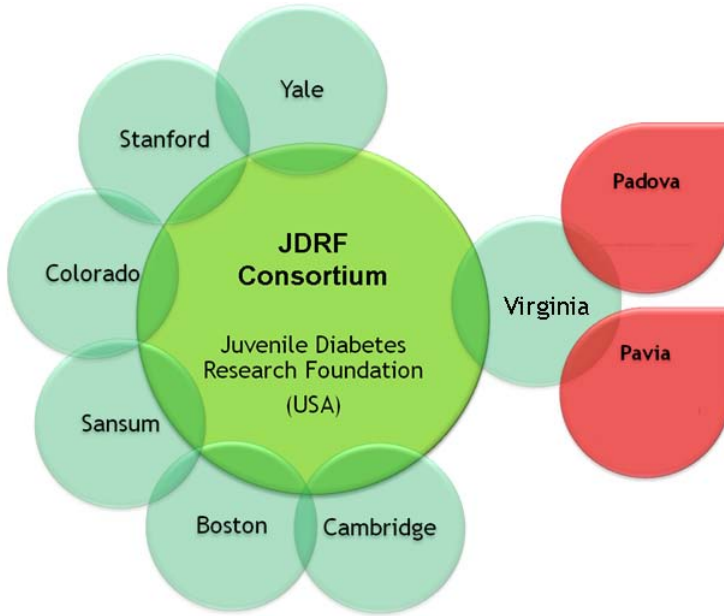 Yale
Stanford
Padova
JDRF
Consortium
Colorado
Virginia
Juvenile Diabetes
Research Foundation
(USA)
Pavia
Sansum
Boston
Cambridge